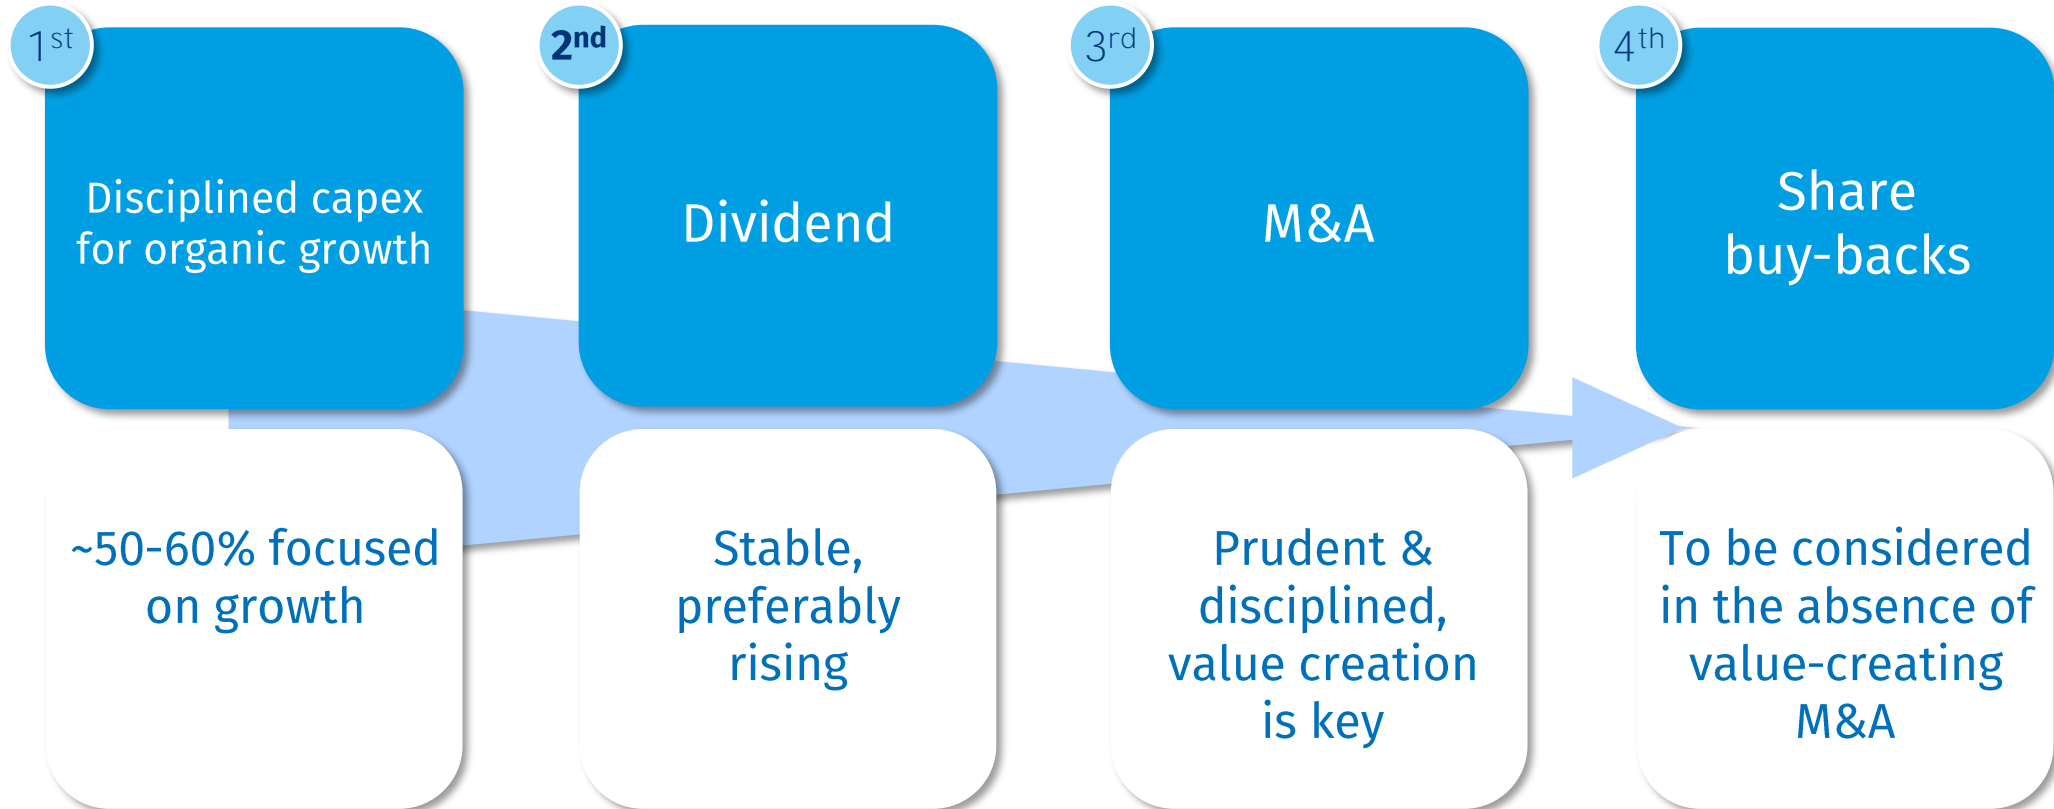 1st
Disciplined capex
for organic growth
~50-60% focused
on growth
2nd
Dividend
Stable,
preferably
rising
3rd
M&A
Prudent &
disciplined,
value creation
is key
4th
Share
buy-backs
To be considered
in the absence of
value-creating
M&A